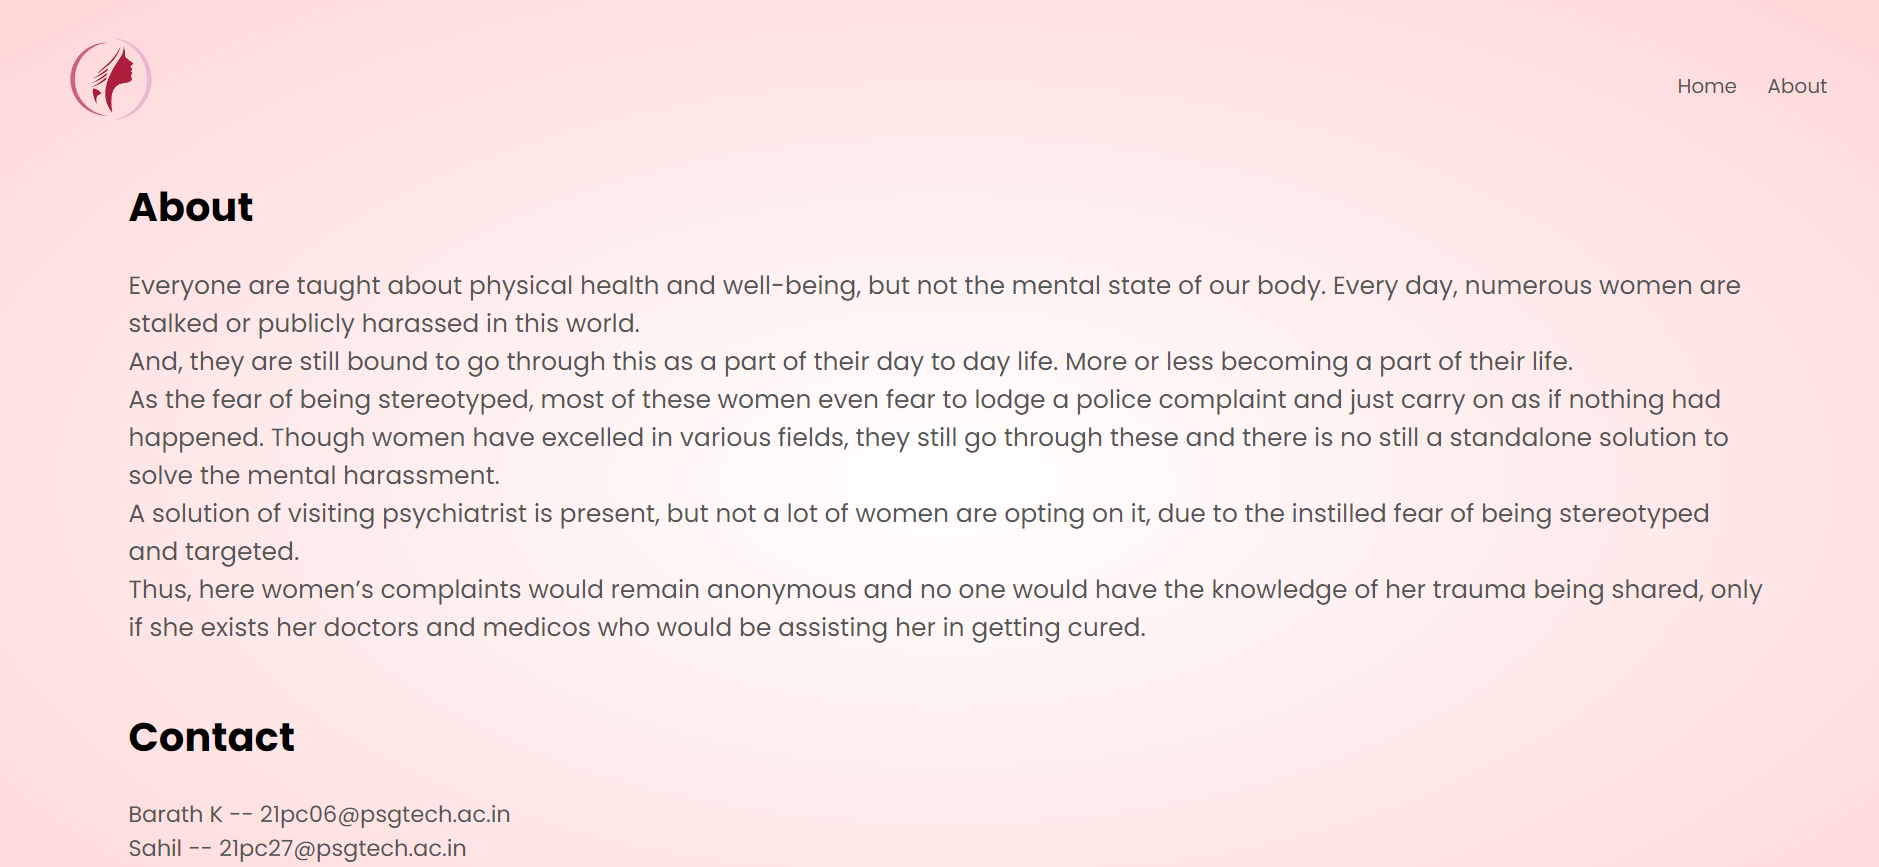 Home About
About
Everyone are taught about physical health and well-being, but not the mental state of our body. Every day, numerous women are
stalked or publicly harassed in this world.
And, they are still bound to go through this as a part of their day to day life. More or less becoming a part of their life.
As the fear of being stereotyped, most of these women even fear to lodge a police complaint and just carry on as if nothing had
happened. Though women have excelled in various fields, they still go through these and there is no still a standalone solution to
solve the mental harassment.
A solution of visiting psychiatrist is present, but not a lot of women are opting on it, due to the instilled fear of being stereotyped
and targeted.
Thus, here women’s complaints would remain anonymous and no one would have the knowledge of her trauma being shared, only
if she exists her doctors and medicos who would be assisting her in getting cured.
Contact
Barath K -- 21pc06@psgtech.ac.in
Sahil -- 21pc27@psgtech.ac.in